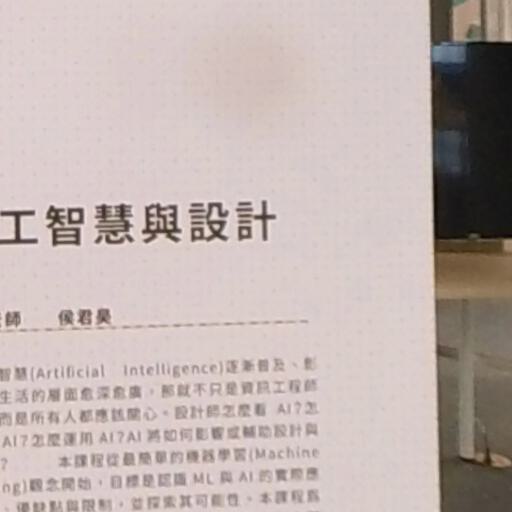 工智慧與設計
師 侯君昊
智慧(Artificial Intelligence)逐漸普及、影
生活的層面愈深愈廣,那就不只是資訊工程師
而是所有人都應該關心。設計師怎麼看 AI?怎
AI?怎麼運用 AI?AI 將如何影響或輔助設計與
? 本課程從最簡單的機器學習(Machine
ng)觀念開始,目標是認識 ML 與 AI 的實際應
、優缺點與限制,並探索其可能性。本課程為